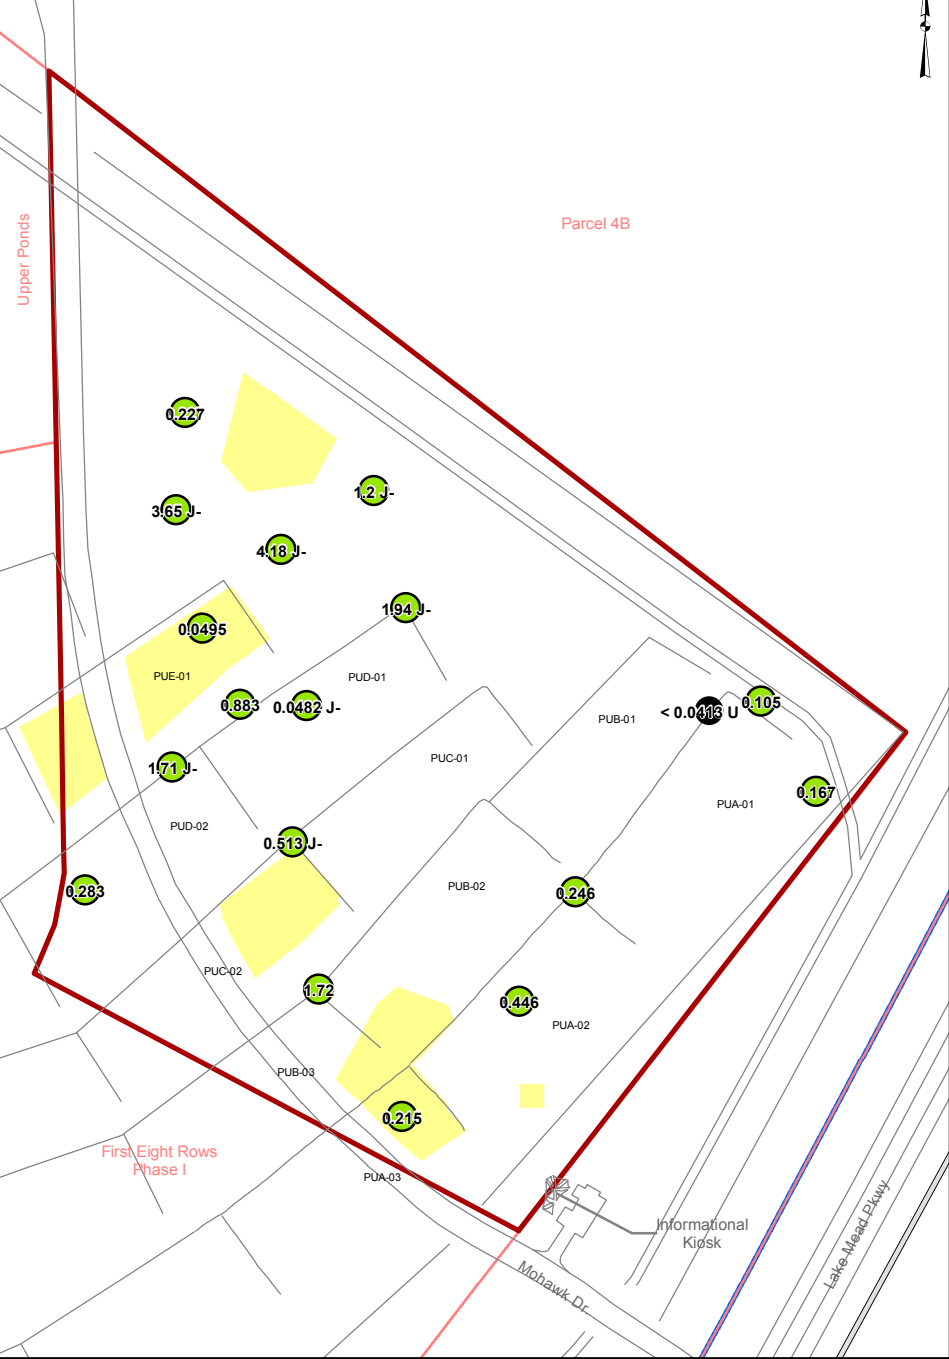 Parcel 4B
Upper Ponds
0.227
1.2 J-
3.65 J-
4.18 J-
1.94 J-
0.0495
PUE-01
PUD-01
0.883
0.0482 J-
PUB-01
< 0.0413 U
0.105
1.71 J-
PUC-01
0.167
PUA-01
PUD-02
0.513 J-
0.283
PUB-02
0.246
PUC-02
1.72
0.446
PUA-02
PUB-03
0.215
First Eight Rows
Phase I
PUA-03
Informational
Kiosk
Lake Mead Pkwy
Mohawk Dr